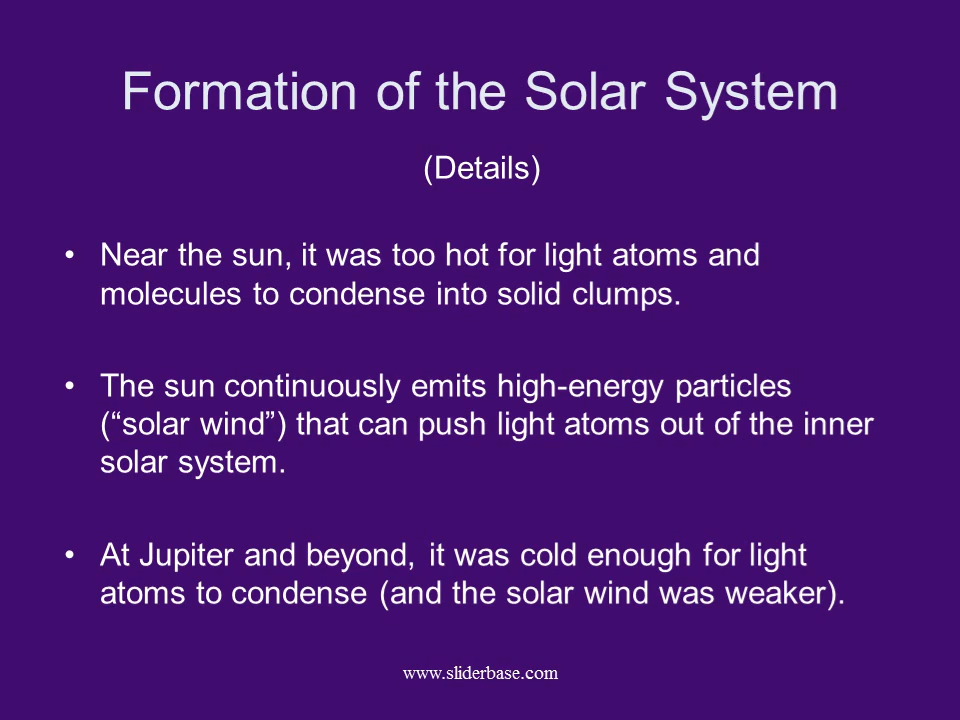 Formation of the Solar System
(Details)
• Near the sun, it was too hot for light atoms and
molecules to condense into solid clumps.
• The sun continuously emits high-energy particles
(“solar wind”) that can push light atoms out of the inner
solar system.
• At Jupiter and beyond, it was cold enough for light
atoms to condense (and the solar wind was weaker).
www.sliderbase.com